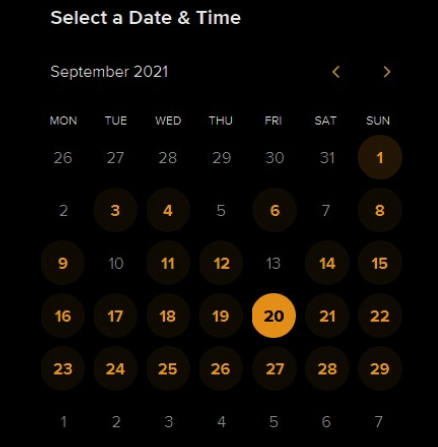 Select a Date & Time
September 2021 < >
MON TUE WED THU FRI SAT SUN
26 27 28 29 30 31 1
2 3 4 5 6 7 8
9 10 11 12 13 14 15
16 17 18 19 20 21 22
23 24 25 26 27 28 29
1 2 3 4 5 6 7